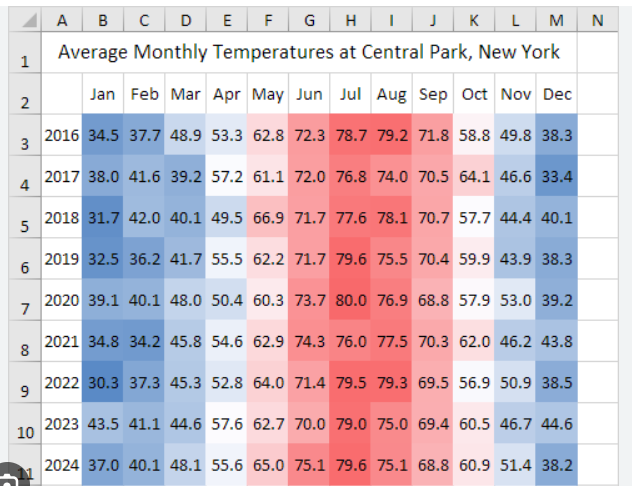 A B C D E F G H I J K L M N
1 Average Monthly Temperatures at Central Park, New York
2 Jan Feb Mar Apr May Jun Jul Aug Sep Oct Nov Dec
3 2016 34.5 37.7 48.9 53.3 62.8 72.3 78.7 79.2 71.8 58.8 49.8 38.3
4 2017 38.0 41.6 39.2 57.2 61.1 72.0 76.8 74.0 70.5 64.1 46.6 33.4
5 2018 31.7 42.0 40.1 49.5 66.9 71.7 77.6 78.1 70.7 57.7 44.4 40.1
6 2019 32.5 36.2 41.7 55.5 62.2 71.7 79.6 75.5 70.4 59.9 43.9 38.3
7 2020 39.1 40.1 48.0 50.4 60.3 73.7 80.0 76.9 68.8 57.9 53.0 39.2
8 2021 34.8 34.2 45.8 54.6 62.9 74.3 76.0 77.5 70.3 62.0 46.2 43.8
9 2022 30.3 37.3 45.3 52.8 64.0 71.4 79.5 79.3 69.5 56.9 50.9 38.5
10 2023 43.5 41.1 44.6 57.6 62.7 70.0 79.0 75.0 69.4 60.5 46.7 44.6
11 2024 37.0 40.1 48.1 55.6 65.0 75.1 79.6 75.1 68.8 60.9 51.4 38.2